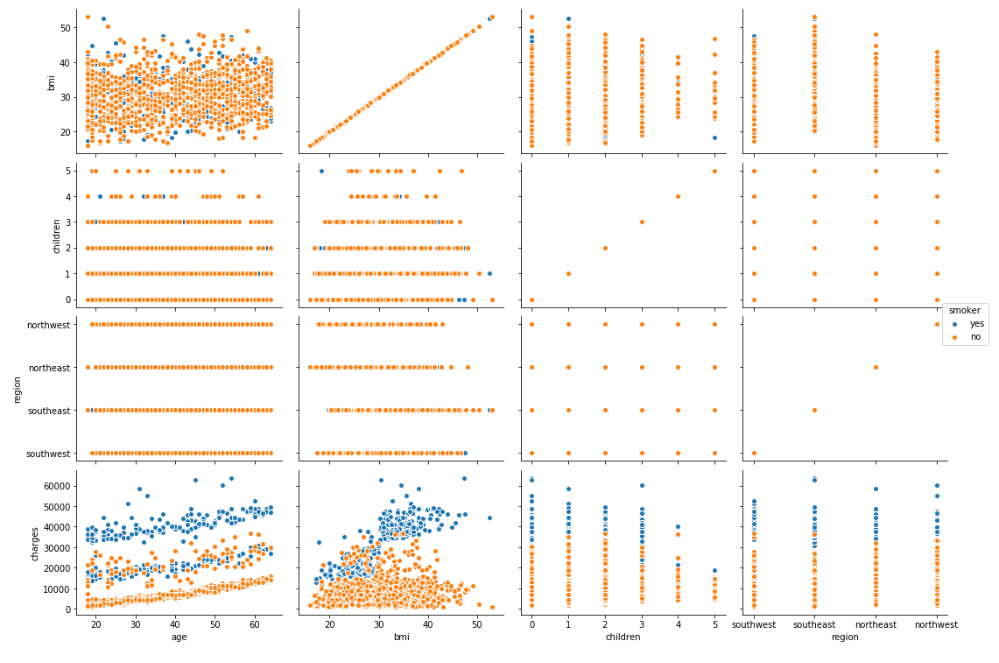 50
40
30
20
bmi
5
4
3
2
1
0
children
northwest
northeast
southeast
southwest
region
smoker
yes
no
60000
50000
40000
30000
20000
10000
0
charges
20 40 60
age
20 30 40 50
bmi
0 1 2 3 4 5
children
southwest southeast northeast northwest
region